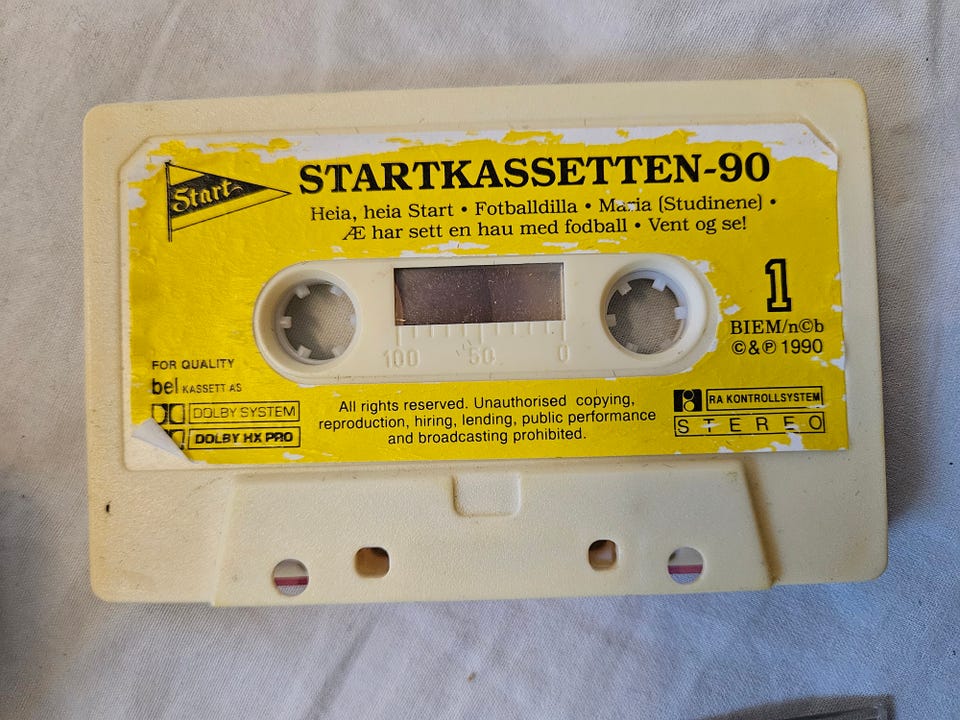 Start
STARTKASSETTEN-90
Heia, heia Start • Fotballdilla • Maria (Studinene) •
Æ har sett en hau med fodball • Vent og se!
1
BIEM/n©b
©&℗ 1990
100 50 0
FOR QUALITY
bel KASSETT AS
DOLBY SYSTEM
DOLBY HX PRO
All rights reserved. Unauthorised copying,
reproduction, hiring, lending, public performance
and broadcasting prohibited.
RA KONTROLLSYSTEM
STEREO